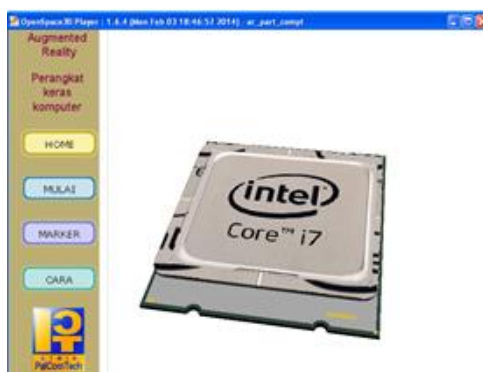 OpenSpace3D Player : 1.6.4 (Mon Feb 03 18:46:57 2014) - ar_part_compt
Augmented
Reality
Perangkat
keras
komputer
HOME
MULAI
MARKER
CARA
PalComTech
intel
Core™ i7